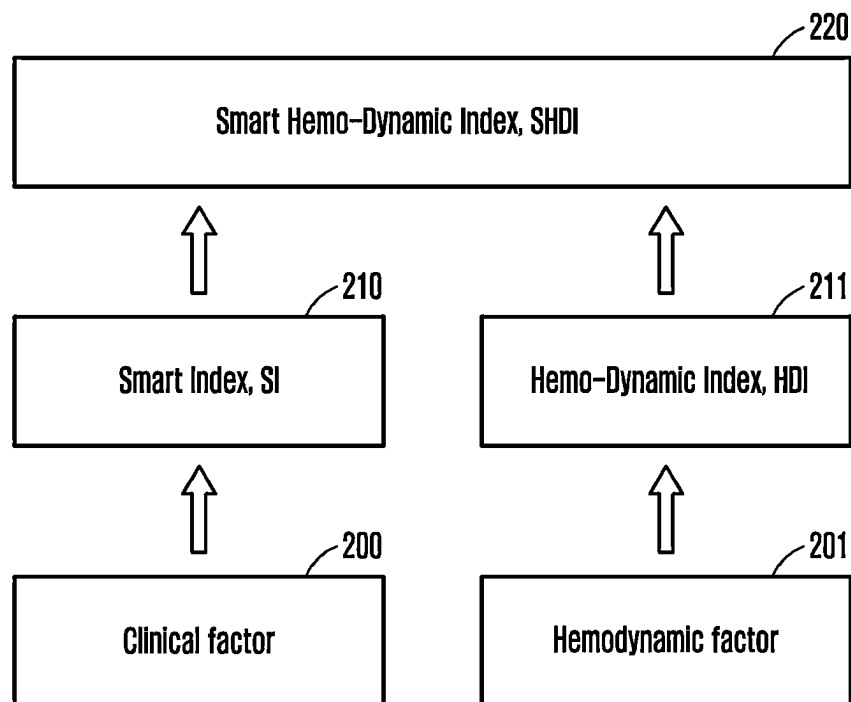 220
Smart Hemo-Dynamic Index, SHDI
210
211
Smart Index, SI
Hemo-Dynamic Index, HDI
200
201
Clinical factor
Hemodynamic factor